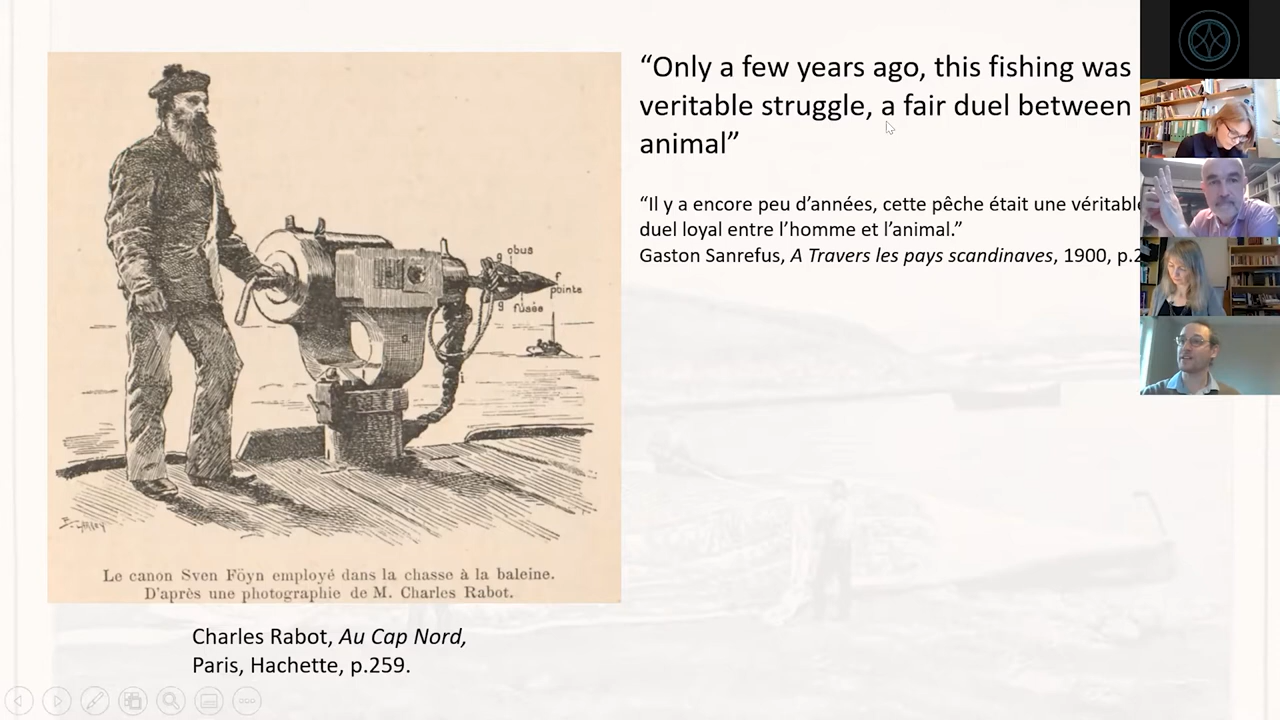 “Only a few years ago, this fishing was
veritable struggle, a fair duel between
animal”
“Il y a encore peu d’années, cette pêche était une véritable
duel loyal entre l’homme et l’animal.”
Gaston Sanrefus, A Travers les pays scandinaves, 1900, p.2
obus
g
f
pointe
g
fusée
Le canon Sven Föyn employé dans la chasse à la baleine.
D'après une photographie de M. Charles Rabot.
Charles Rabot, Au Cap Nord,
Paris, Hachette, p.259.